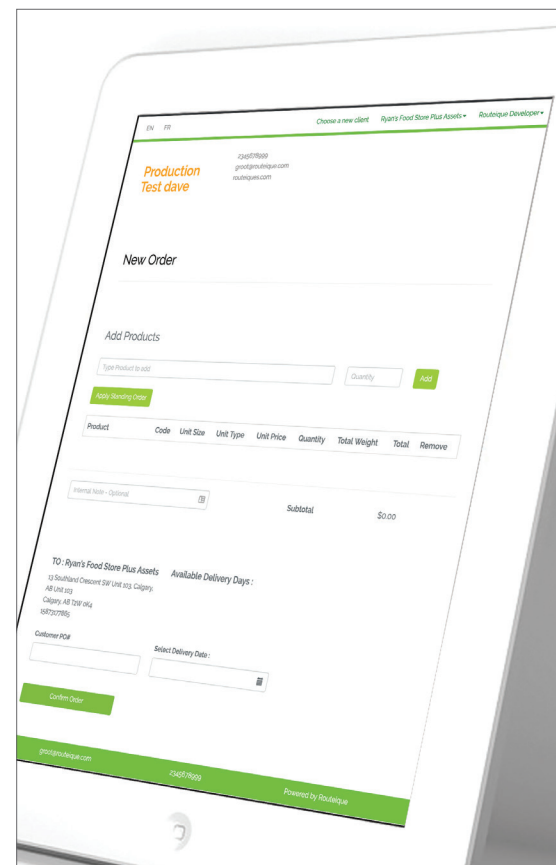 EN FR Choose a new client Ryan's Food Store Plus Assets Routeique Developer
2345678999
groot@routeique.com
routeiques.com
Production
Test dave
New Order
Add Products
Type Product to add Quantity Add
Apply Standing Order
Product Code Unit Size Unit Type Unit Price Quantity Total Weight Total Remove
Internal Note - Optional
Subtotal $0.00
TO : Ryan's Food Store Plus Assets Available Delivery Days :
13 Southland Crescent SW Unit 103, Calgary,
AB Unit 103
Calgary, AB T2W 0K4
15873177865
Customer PO# Select Delivery Date :
Confirm Order
groot@routeique.com 2345678999 Powered by Routeique